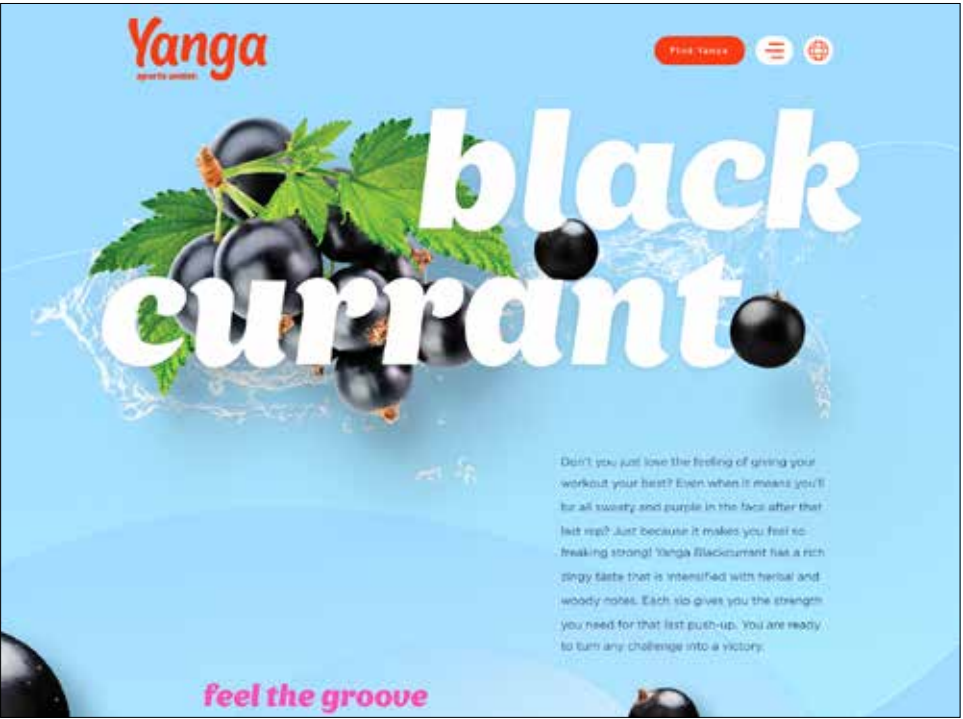 Yanga
sports water.
Find Yanga
black
currant
Don't you just love the feeling of giving your
workout your best? Even when it means you'll
be all sweaty and purple in the face after that
last rep? Just because it makes you feel so
freaking strong! Yanga Blackcurrant has a rich
zingy taste that is intensified with herbal and
woody notes. Each sip gives you the strength
you need for that last push-up. You are ready
to turn any challenge into a victory.
feel the groove